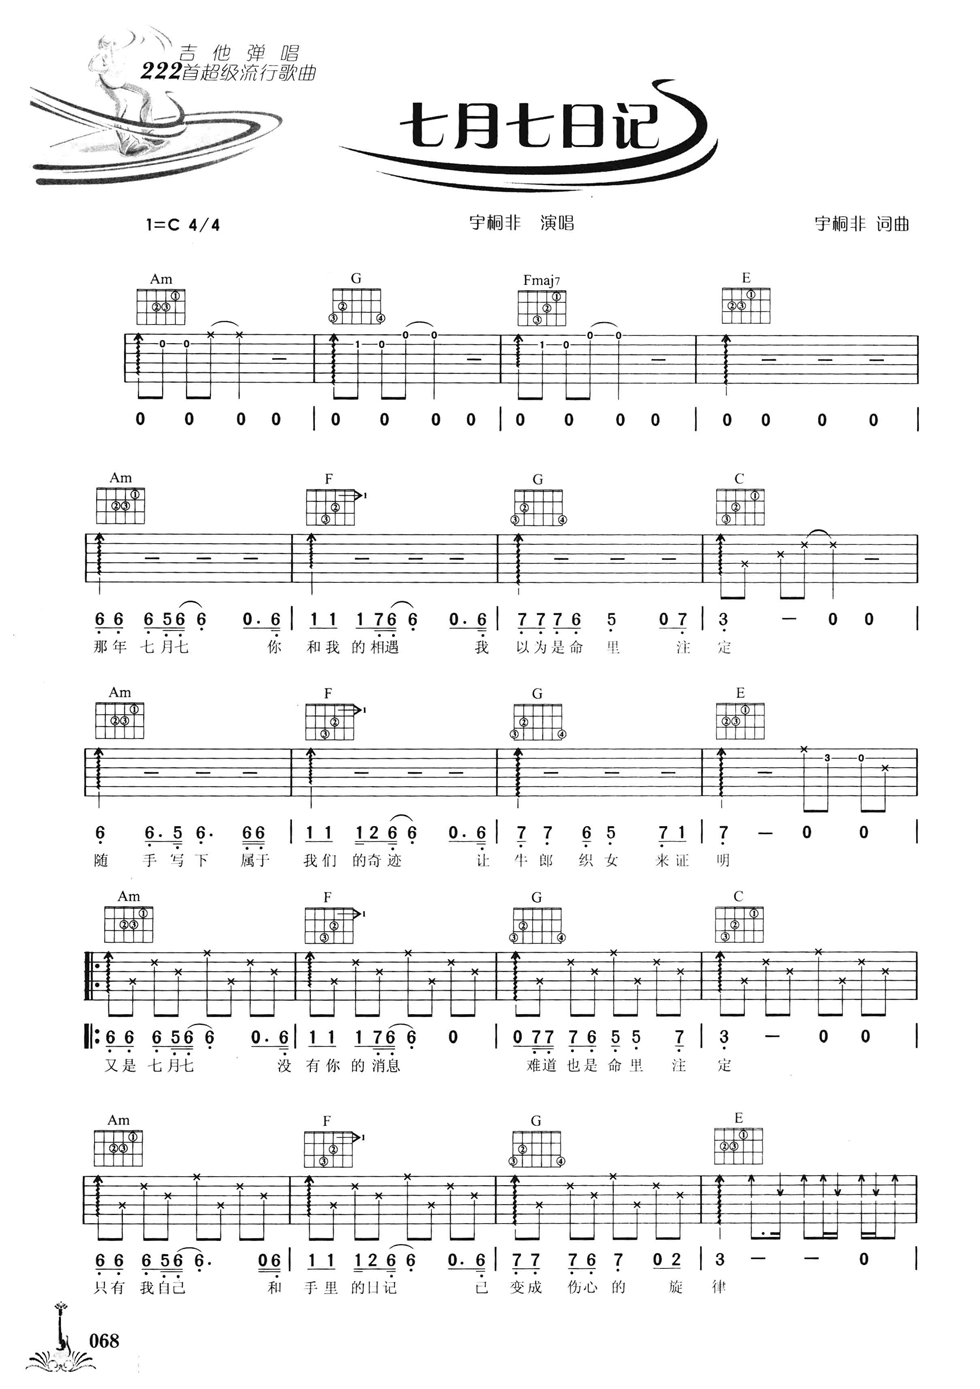 吉他弹唱
222首超级流行歌曲
七月七日记
1=C 4/4 宇桐非 演唱 宇桐非 词曲
Am G Fmaj7 E
0 0 0 0 | 0 0 0 0 | 0 0 0 0 | 0 0 0 0 |
Am F G C
6 6 6 5 6 6 0. 6 | 1 1 1 7 6 6 0. 6 | 7 7 7 6 5 0 7 | 3 — 0 0 |
那年 七月七 你 和我 的相遇 我 以为是命 里 注 定
Am F G E
6 6. 5 6. 6 6 | 1 1 1 2 6 6 0. 6 | 7 7 6 5 7 1 | 7 — 0 0 |
随 手 写 下 属于 我们 的奇迹 让 牛 郎 织 女 来证 明
Am F G C
6 6 6 5 6 6 0. 6 | 1 1 1 7 6 6 0 | 0 7 7 7 6 5 5 7 | 3 — 0 0 |
又是 七月七 没 有你 的消息 难道 也是 命里 注 定
Am F G E
6 6 6 5 6 6. 0 6 | 1 1 1 2 6 6 0. 6 | 7 7 7 6 7 0 2 | 3 — — 0 |
只有 我自己 和 手里 的日记 已 变成 伤心 的 旋 律
068